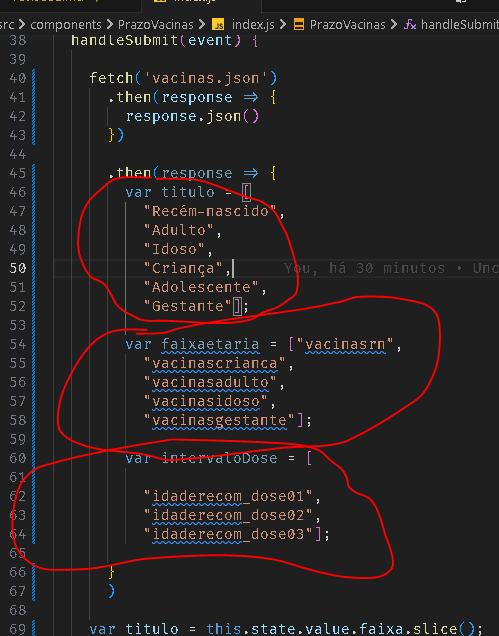 src > components > PrazoVacinas > JS index.js > PrazoVacinas > handleSubmit
38 handleSubmit(event) {
39
40 fetch('vacinas.json')
41 .then(response => {
42 response.json()
43 })
44
45 .then(response => {
46 var titulo = [
47 "Recém-nascido",
48 "Adulto",
49 "Idoso",
50 "Criança", You, há 30 minutos • Unc
51 "Adolescente",
52 "Gestante"];
53
54 var faixaetaria = ["vacinasrn",
55 "vacinascrianca",
56 "vacinasadulto",
57 "vacinasidoso",
58 "vacinasgestante"];
59
60 var intervaloDose = [
61
62 "idaderecom_dose01",
63 "idaderecom_dose02",
64 "idaderecom_dose03"];
65
66 }
67 )
68
69 var titulo = this.state.value.faixa.slice();